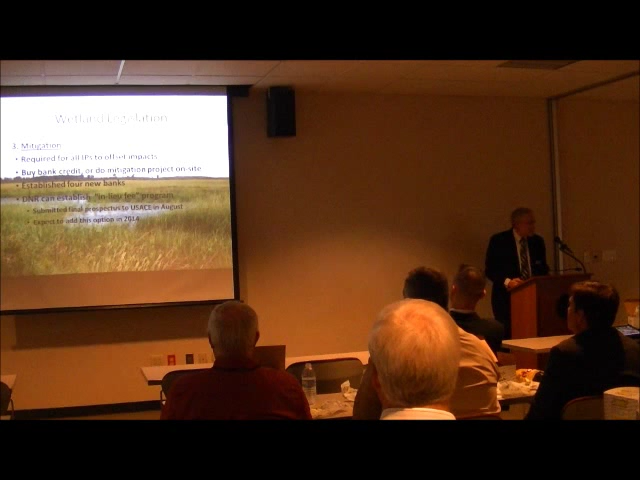 Wetland Legislation
3. Mitigation
• Required for all IPs to offset impacts
• Buy bank credit, or do mitigation project on-site
• Established four new banks
• DNR can establish "in-lieu fee" program
• Submitted final prospectus to USACE in August
• Expect to add this option in 2014